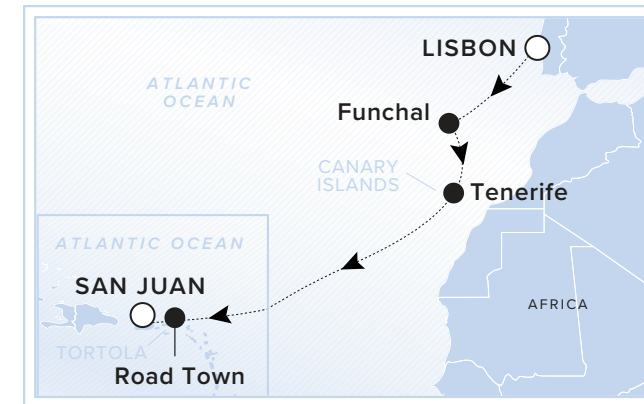 LISBON
ATLANTIC
OCEAN
Funchal
CANARY
ISLANDS
Tenerife
ATLANTIC OCEAN
SAN JUAN
AFRICA
TORTOLA
Road Town